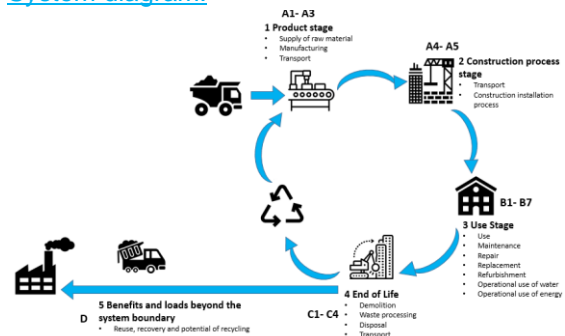 System diagram:
A1- A3
1 Product stage
• Supply of raw material
• Manufacturing
• Transport
A4- A5
2 Construction process
stage
• Transport
• Construction installation
process
B1- B7
3 Use Stage
• Use
• Maintenance
• Repair
• Replacement
• Refurbishment
• Operational use of water
• Operational use of energy
4 End of Life
C1- C4
• Demolition
• Waste processing
• Disposal
• Transport
5 Benefits and loads beyond the
D system boundary
• Reuse, recovery and potential of recycling